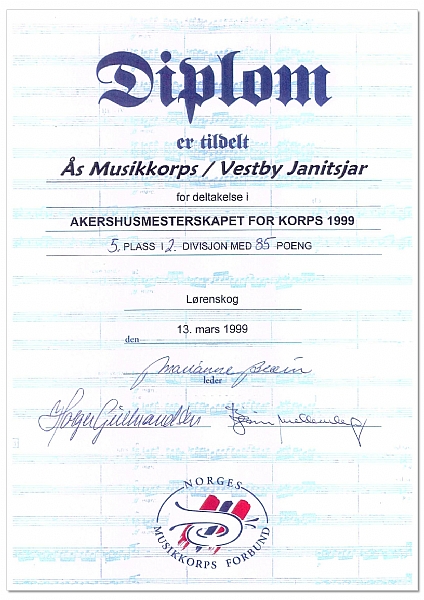 Diplom
er tildelt
Ås Musikkorps / Vestby Janitsjar
for deltakelse i
AKERSHUSMESTERSKAPET FOR KORPS 1999
5. PLASS I 2. DIVISJON MED 85 POENG
Lørenskog
den 13. mars 1999
Marianne
leder
NORGES
MUSIKKORPS FORBUND